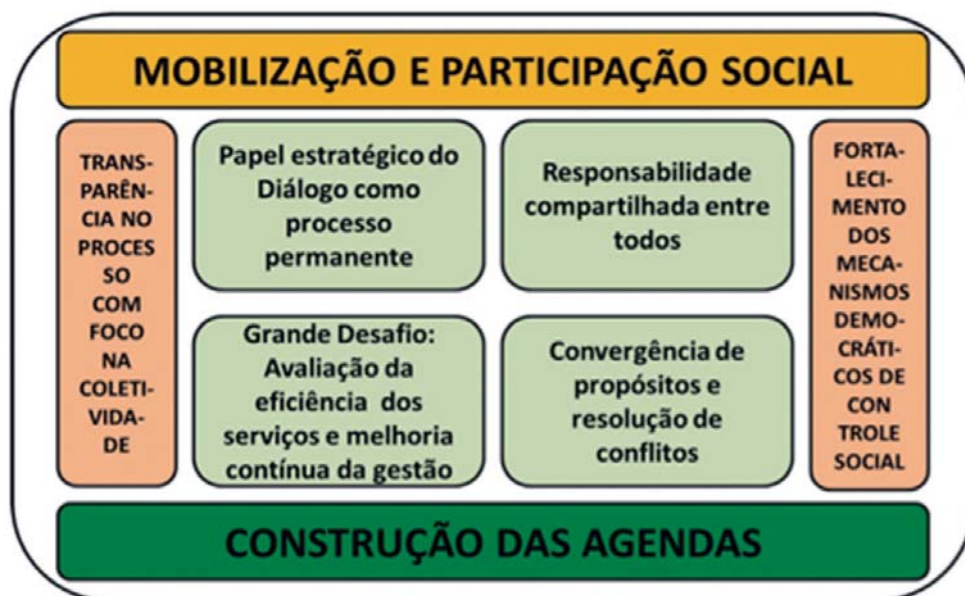 MOBILIZAÇÃO E PARTICIPAÇÃO SOCIAL
TRANS-
PARÊN-
CIA NO
PROCES
SO
COM
FOCO
NA
COLETI-
VIDA-
DE
Papel estratégico do
Diálogo como
processo
permanente
Responsabilidade
compartilhada entre
todos
Grande Desafio:
Avaliação da
eficiência dos
serviços e melhoria
contínua da gestão
Convergência de
propósitos e
resolução de
conflitos
FORTA-
LECI-
MENTO
DOS
MECA-
NISMOS
DEMO-
CRÁTI-
COS DE
CON
TROLE
SOCIAL
CONSTRUÇÃO DAS AGENDAS